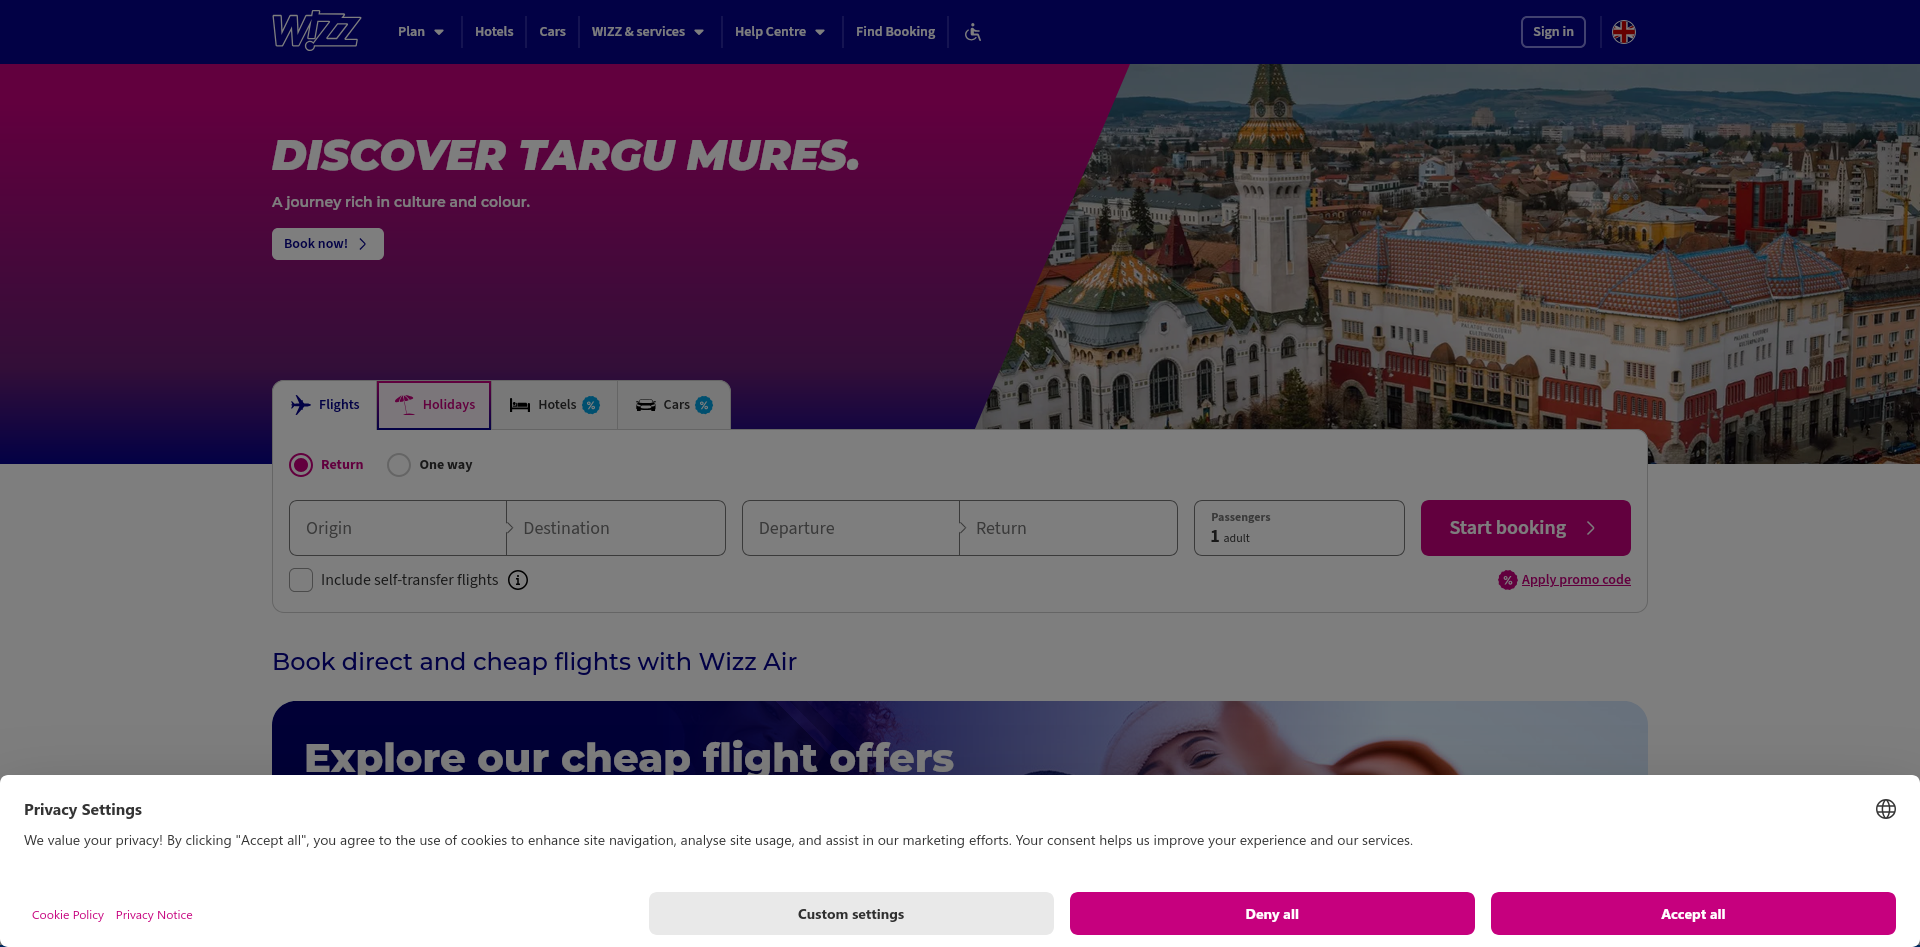 WIZZ
Plan
Hotels
Cars
WIZZ & services
Help Centre
Find Booking
Sign in
DISCOVER TARGU MURES.
A journey rich in culture and colour.
Book now!
Flights
Holidays
Hotels %
Cars %
Return
One way
Origin
Destination
Departure
Return
Passengers
1 adult
Start booking
Include self-transfer flights
% Apply promo code
Book direct and cheap flights with Wizz Air
Explore our cheap flight offers
Privacy Settings
We value your privacy! By clicking "Accept all", you agree to the use of cookies to enhance site navigation, analyse site usage, and assist in our marketing efforts. Your consent helps us improve your experience and our services.
Cookie Policy
Privacy Notice
Custom settings
Deny all
Accept all